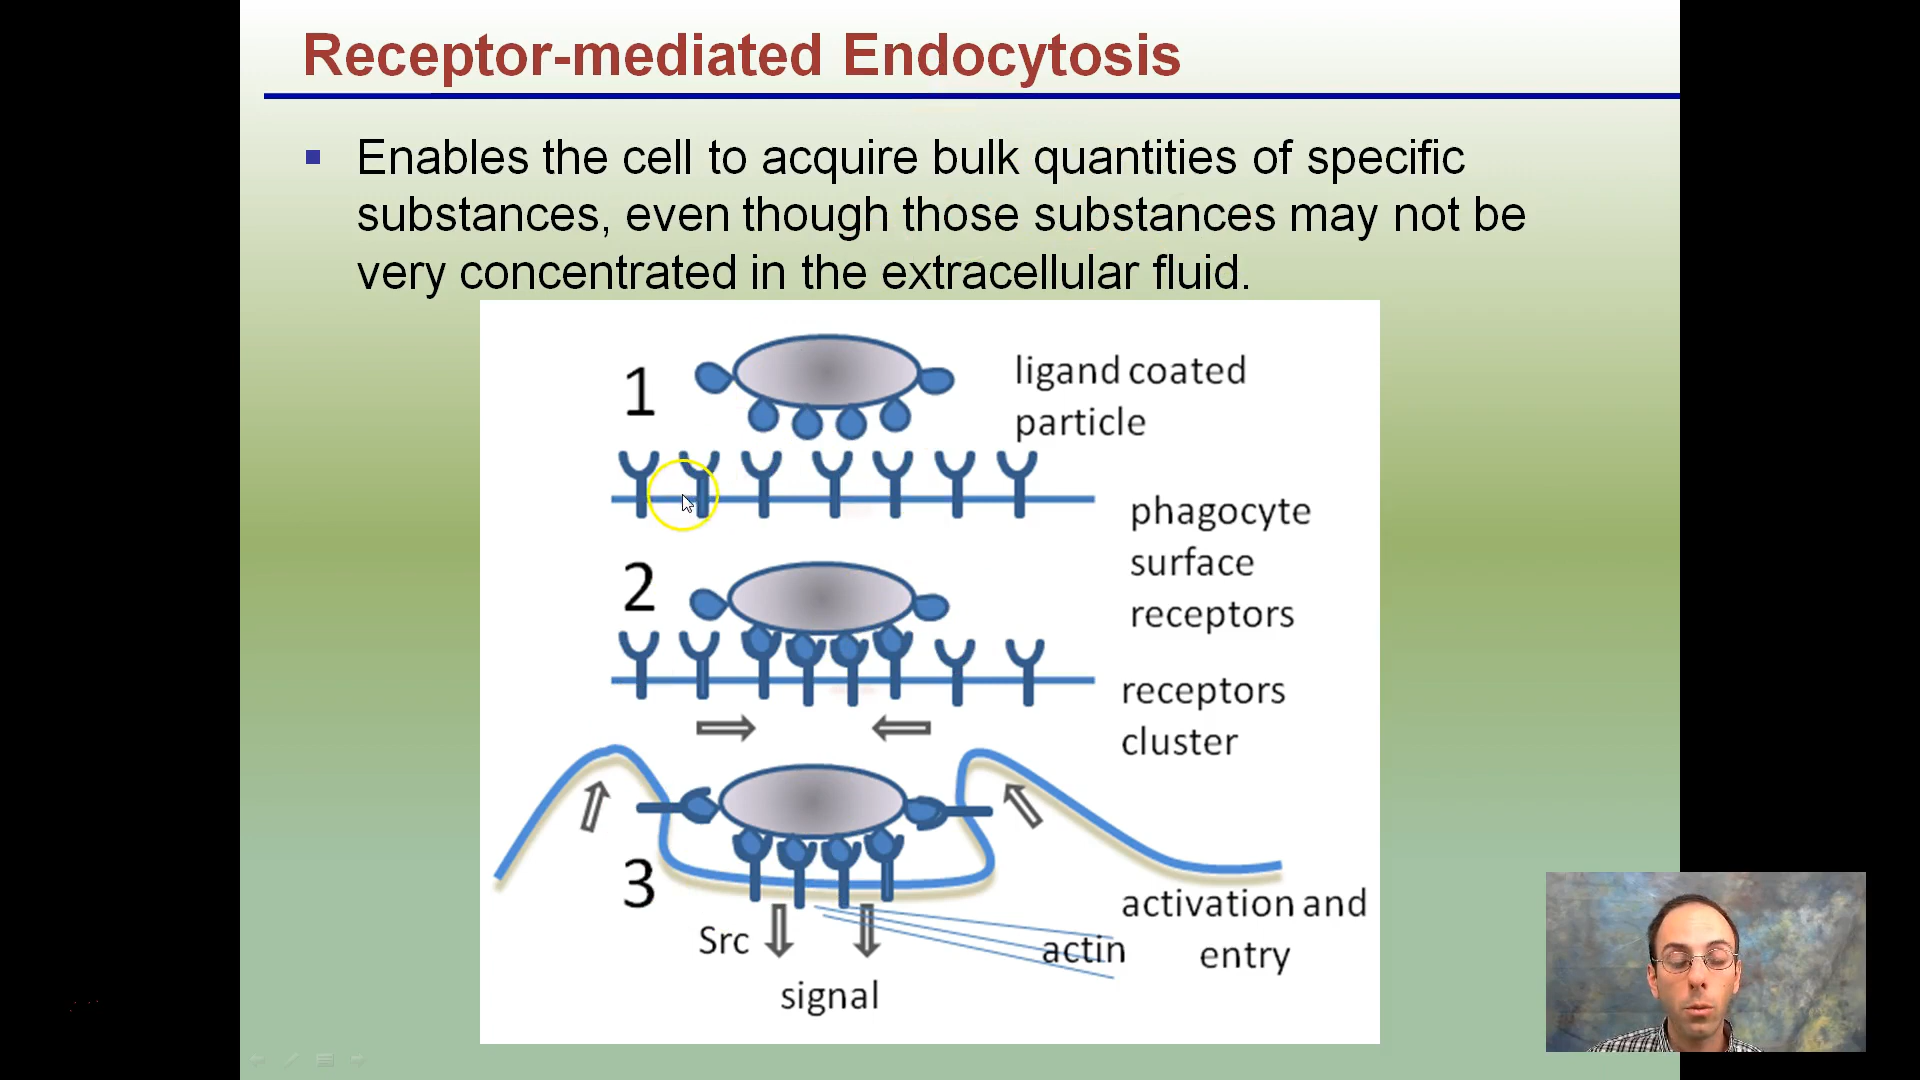 Receptor-mediated Endocytosis
Enables the cell to acquire bulk quantities of specific
substances, even though those substances may not be
very concentrated in the extracellular fluid.
1
ligand coated
particle
phagocyte
surface
receptors
2
receptors
cluster
3
activation and
entry
Src
actin
signal